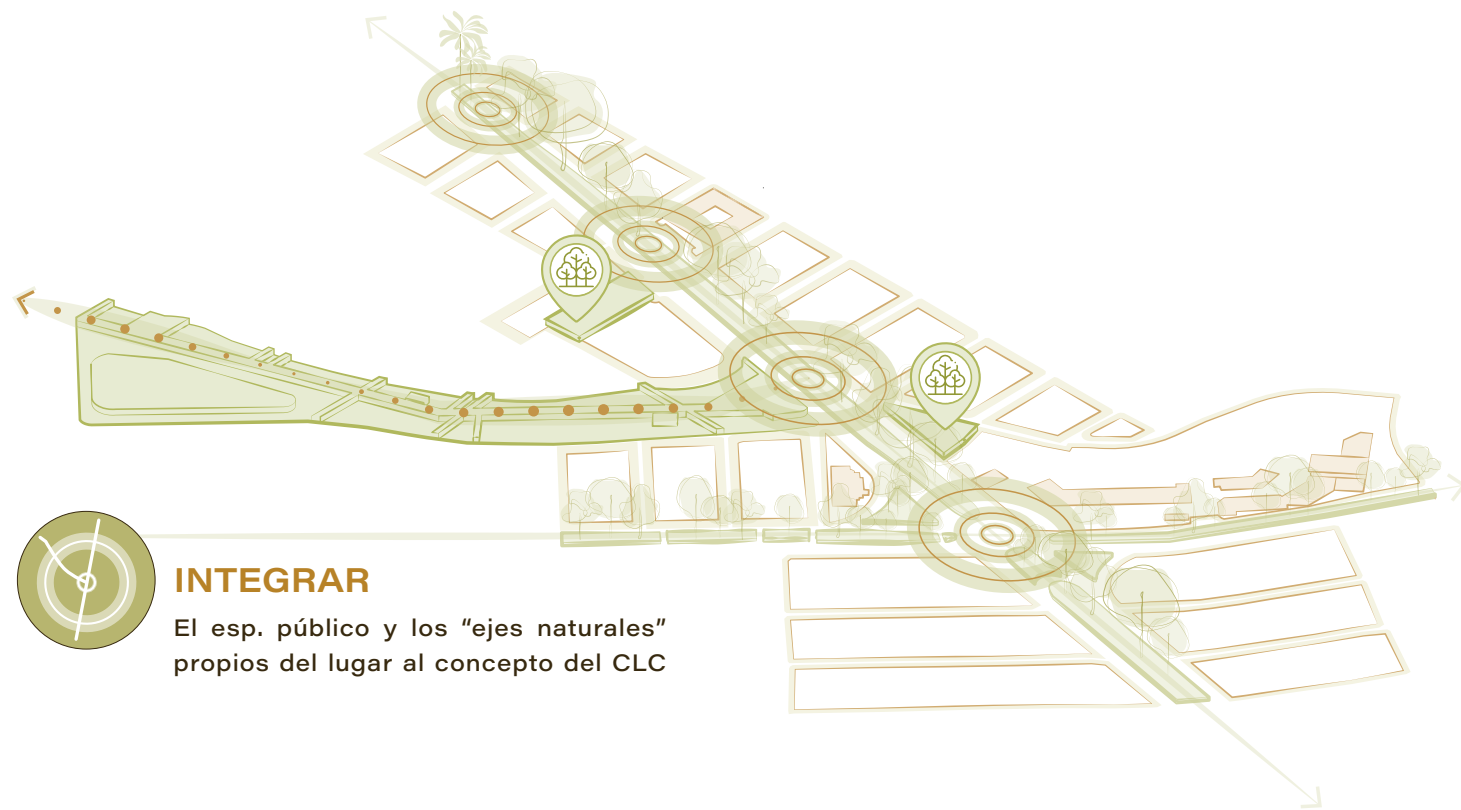 INTEGRAR
El esp. público y los “ejes naturales”
propios del lugar al concepto del CLC